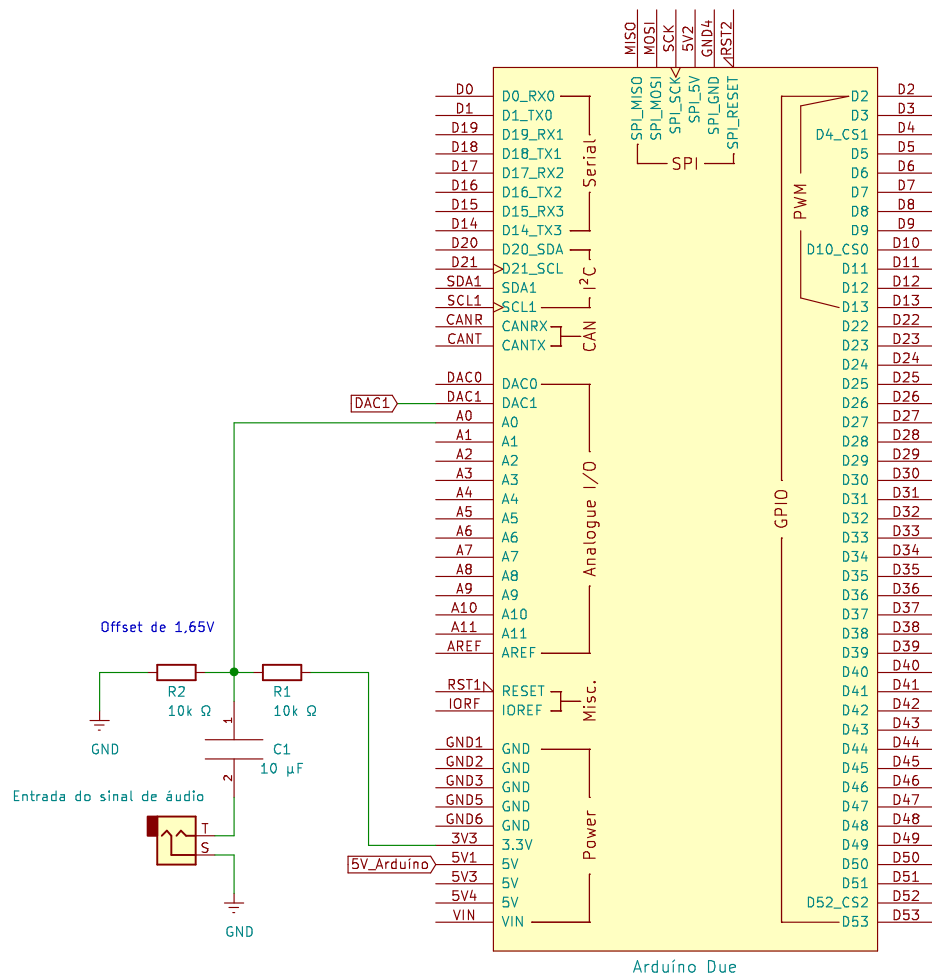 MISO
MOSI
SCK
5V2
GND4
RST2
SPI_MISO
SPI_MOSI
SPI_SCK
SPI_5V
SPI_GND
SPI_RESET
SPI
D0 D0_RX0
D1 D1_TX0
D19 D19_RX1
D18 D18_TX1
D17 D17_RX2
D16 D16_TX2
D15 D15_RX3
D14 D14_TX3
Serial
D20 D20_SDA
D21 D21_SCL
SDA1 SDA1
SCL1 SCL1
I²C
CANR CANRX
CANT CANTX
CAN
DAC0 DAC0
DAC1 DAC1 DAC1
A0 A0
A1 A1
A2 A2
A3 A3
A4 A4
A5 A5
A6 A6
A7 A7
A8 A8
A9 A9
A10 A10
A11 A11
AREF AREF
Analogue I/O
RST1 RESET
IORF IOREF
Misc.
GND1 GND
GND2 GND
GND3 GND
GND5 GND
GND6 GND
3V3 3.3V
5V_Arduíno 5V1 5V
5V3 5V
5V4 5V
VIN VIN
Power
D2 D2
D3 D3
D4_CS1 D4
D5 D5
D6 D6
D7 D7
D8 D8
D9 D9
D10_CS0 D10
D11 D11
D12 D12
D13 D13
PWM
D22 D22
D23 D23
D24 D24
D25 D25
D26 D26
D27 D27
D28 D28
D29 D29
D30 D30
D31 D31
D32 D32
D33 D33
D34 D34
D35 D35
D36 D36
D37 D37
D38 D38
D39 D39
D40 D40
D41 D41
D42 D42
D43 D43
D44 D44
D45 D45
D46 D46
D47 D47
D48 D48
D49 D49
D50 D50
D51 D51
D52_CS2 D52
D53 D53
GPIO
Offset de 1,65V
R2
10k Ω
R1
10k Ω
GND
1
C1
10 µF
2
Entrada do sinal de áudio
T
S
GND
Arduíno Due